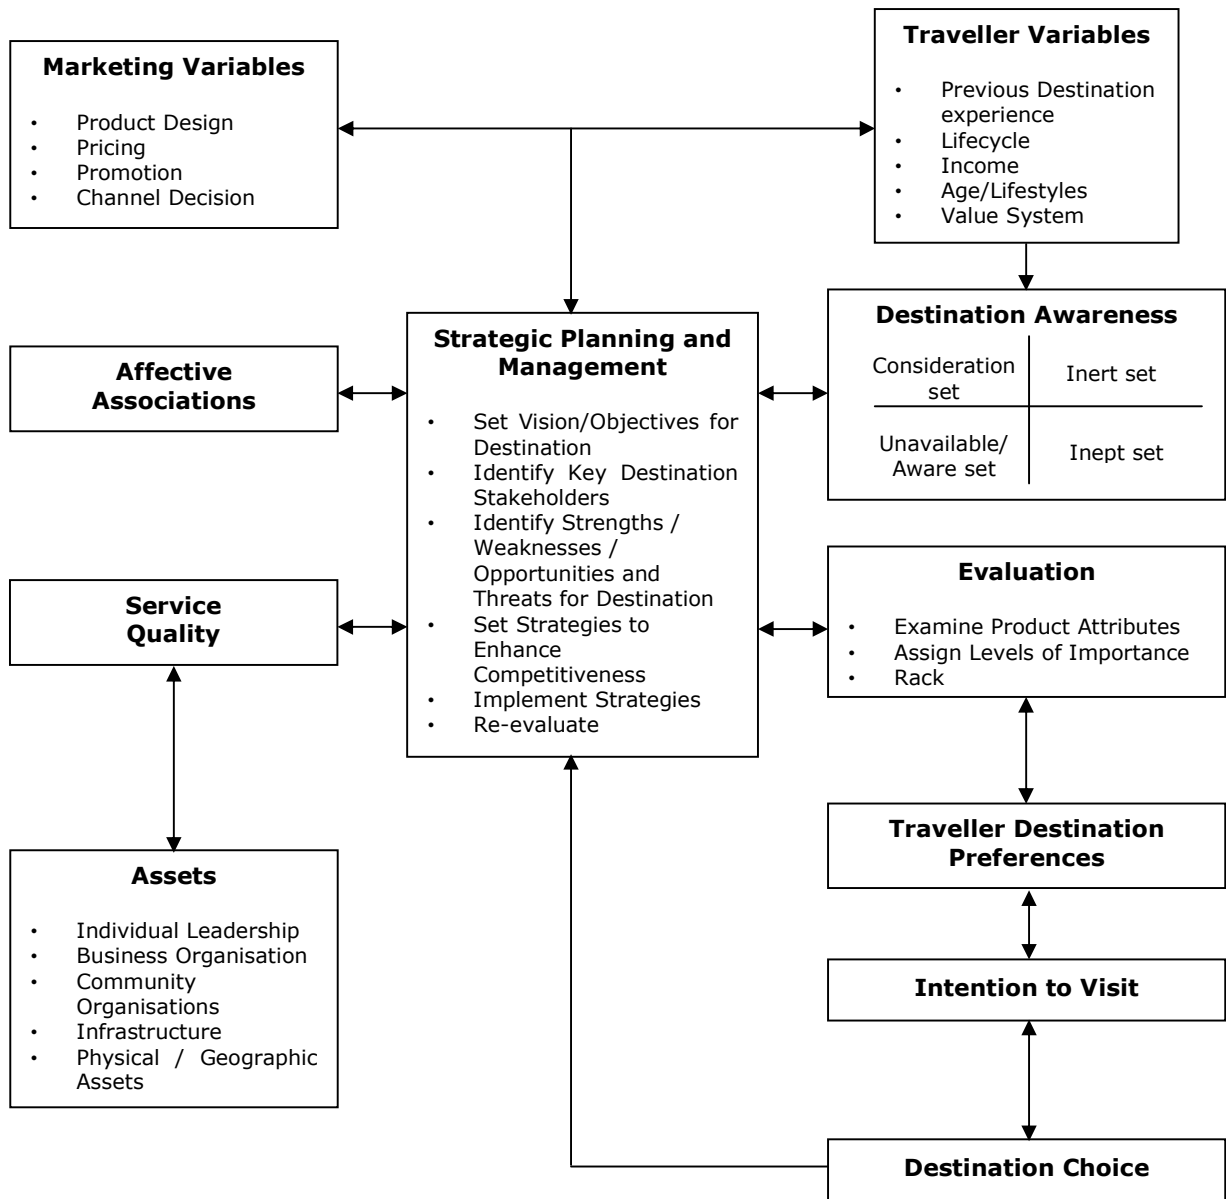 Marketing Variables
• Product Design
• Pricing
• Promotion
• Channel Decision
Traveller Variables
• Previous Destination
experience
• Lifecycle
• Income
• Age/Lifestyles
• Value System
Affective
Associations
Strategic Planning and
Management
• Set Vision/Objectives for
Destination
• Identify Key Destination
Stakeholders
• Identify Strengths /
Weaknesses /
Opportunities and
Threats for Destination
• Set Strategies to
Enhance
Competitiveness
• Implement Strategies
• Re-evaluate
Destination Awareness
Consideration
set
Inert set
Unavailable/
Aware set
Inept set
Service
Quality
Evaluation
• Examine Product Attributes
• Assign Levels of Importance
• Rack
Traveller Destination
Preferences
Assets
• Individual Leadership
• Business Organisation
• Community
Organisations
• Infrastructure
• Physical / Geographic
Assets
Intention to Visit
Destination Choice